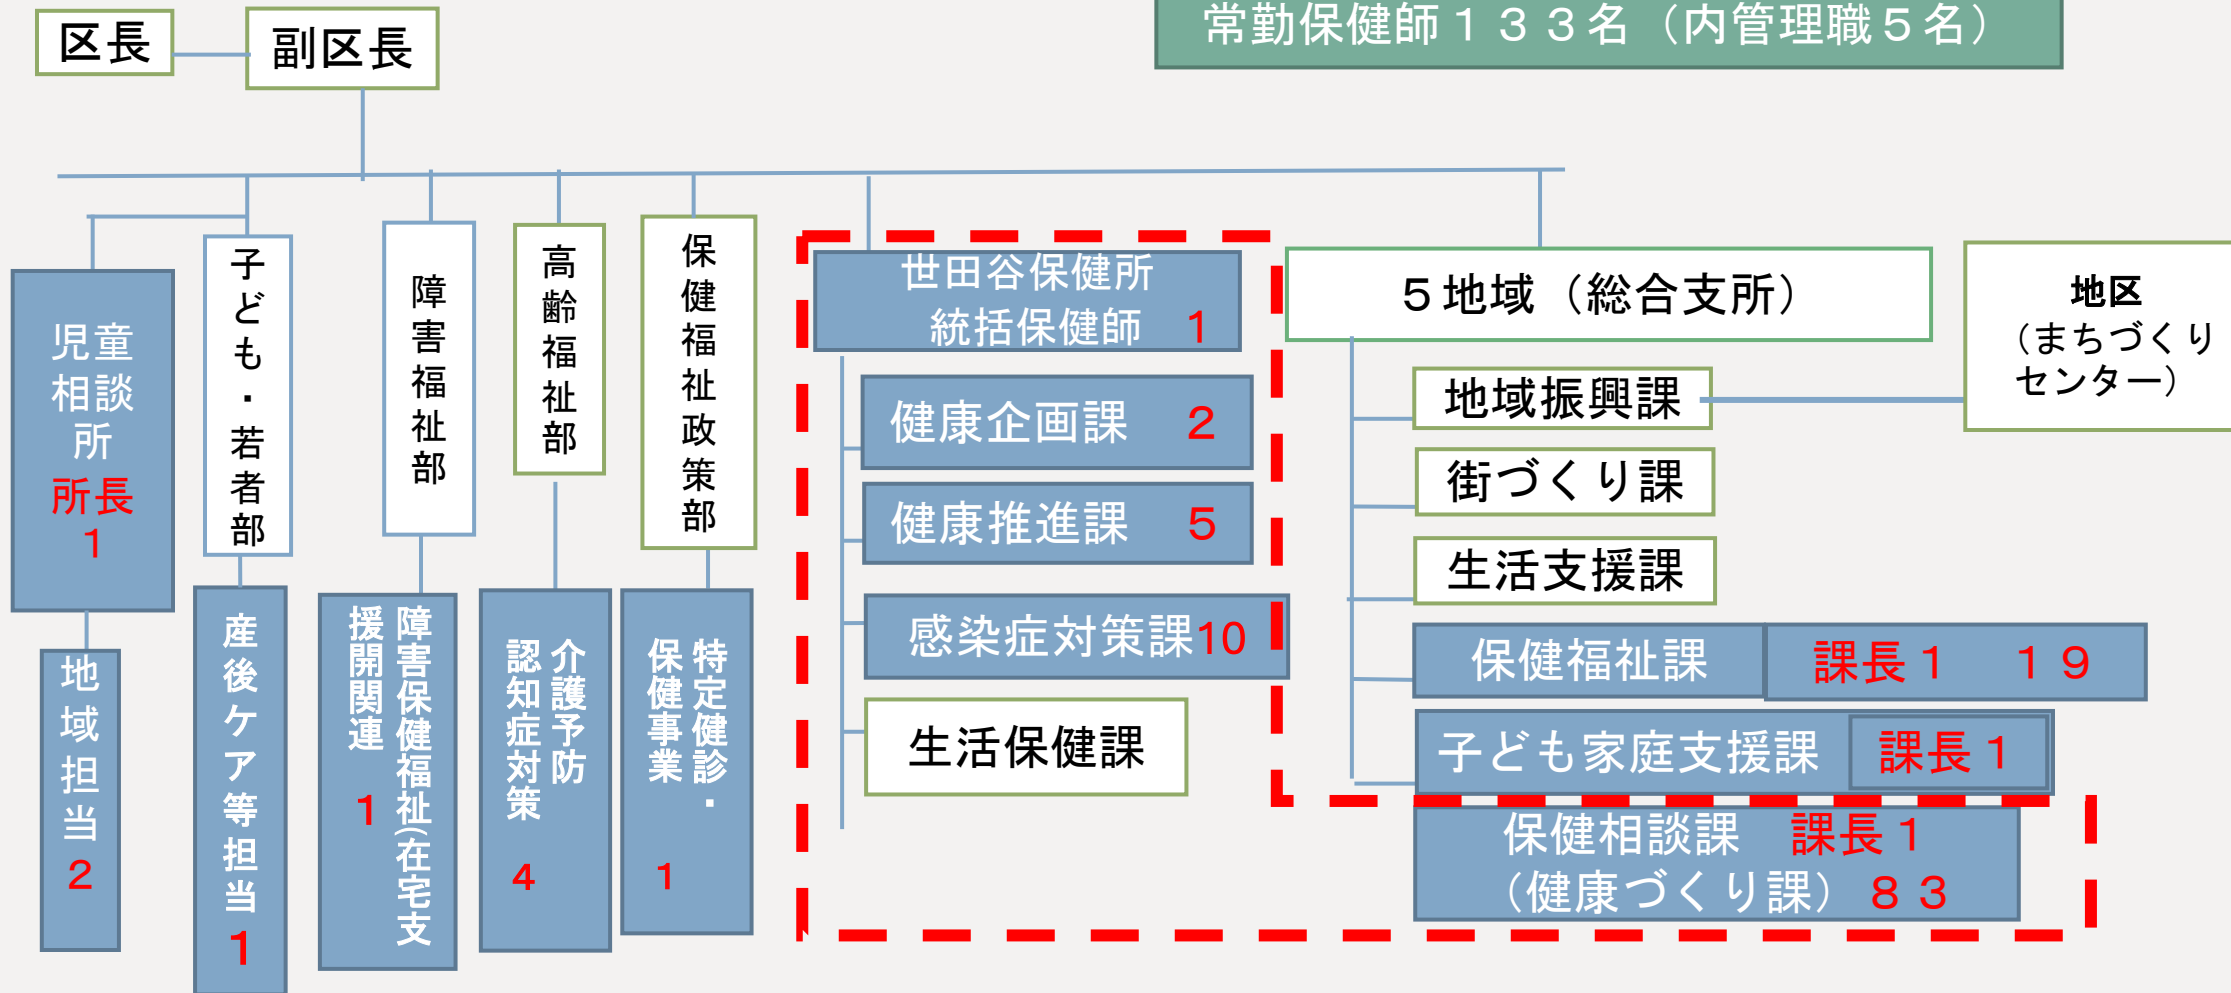 常勤保健師１３３名（内管理職５名）
区長
副区長
児童
相談
所
所長
1
地域担当
2
子ども・若者部
産後ケア等担当
1
障害福祉部
障害保健福祉(在宅支
援開関連
1
高齢福祉部
介護予防
認知症対策
4
保健福祉政策部
特定健診・
保健事業
1
世田谷保健所
統括保健師　1
健康企画課　2
健康推進課　5
感染症対策課10
生活保健課
５地域（総合支所）
地域振興課
街づくり課
生活支援課
保健福祉課　課長１　１９
子ども家庭支援課　課長１
保健相談課　課長１
（健康づくり課）８３
地区
（まちづくり
センター）